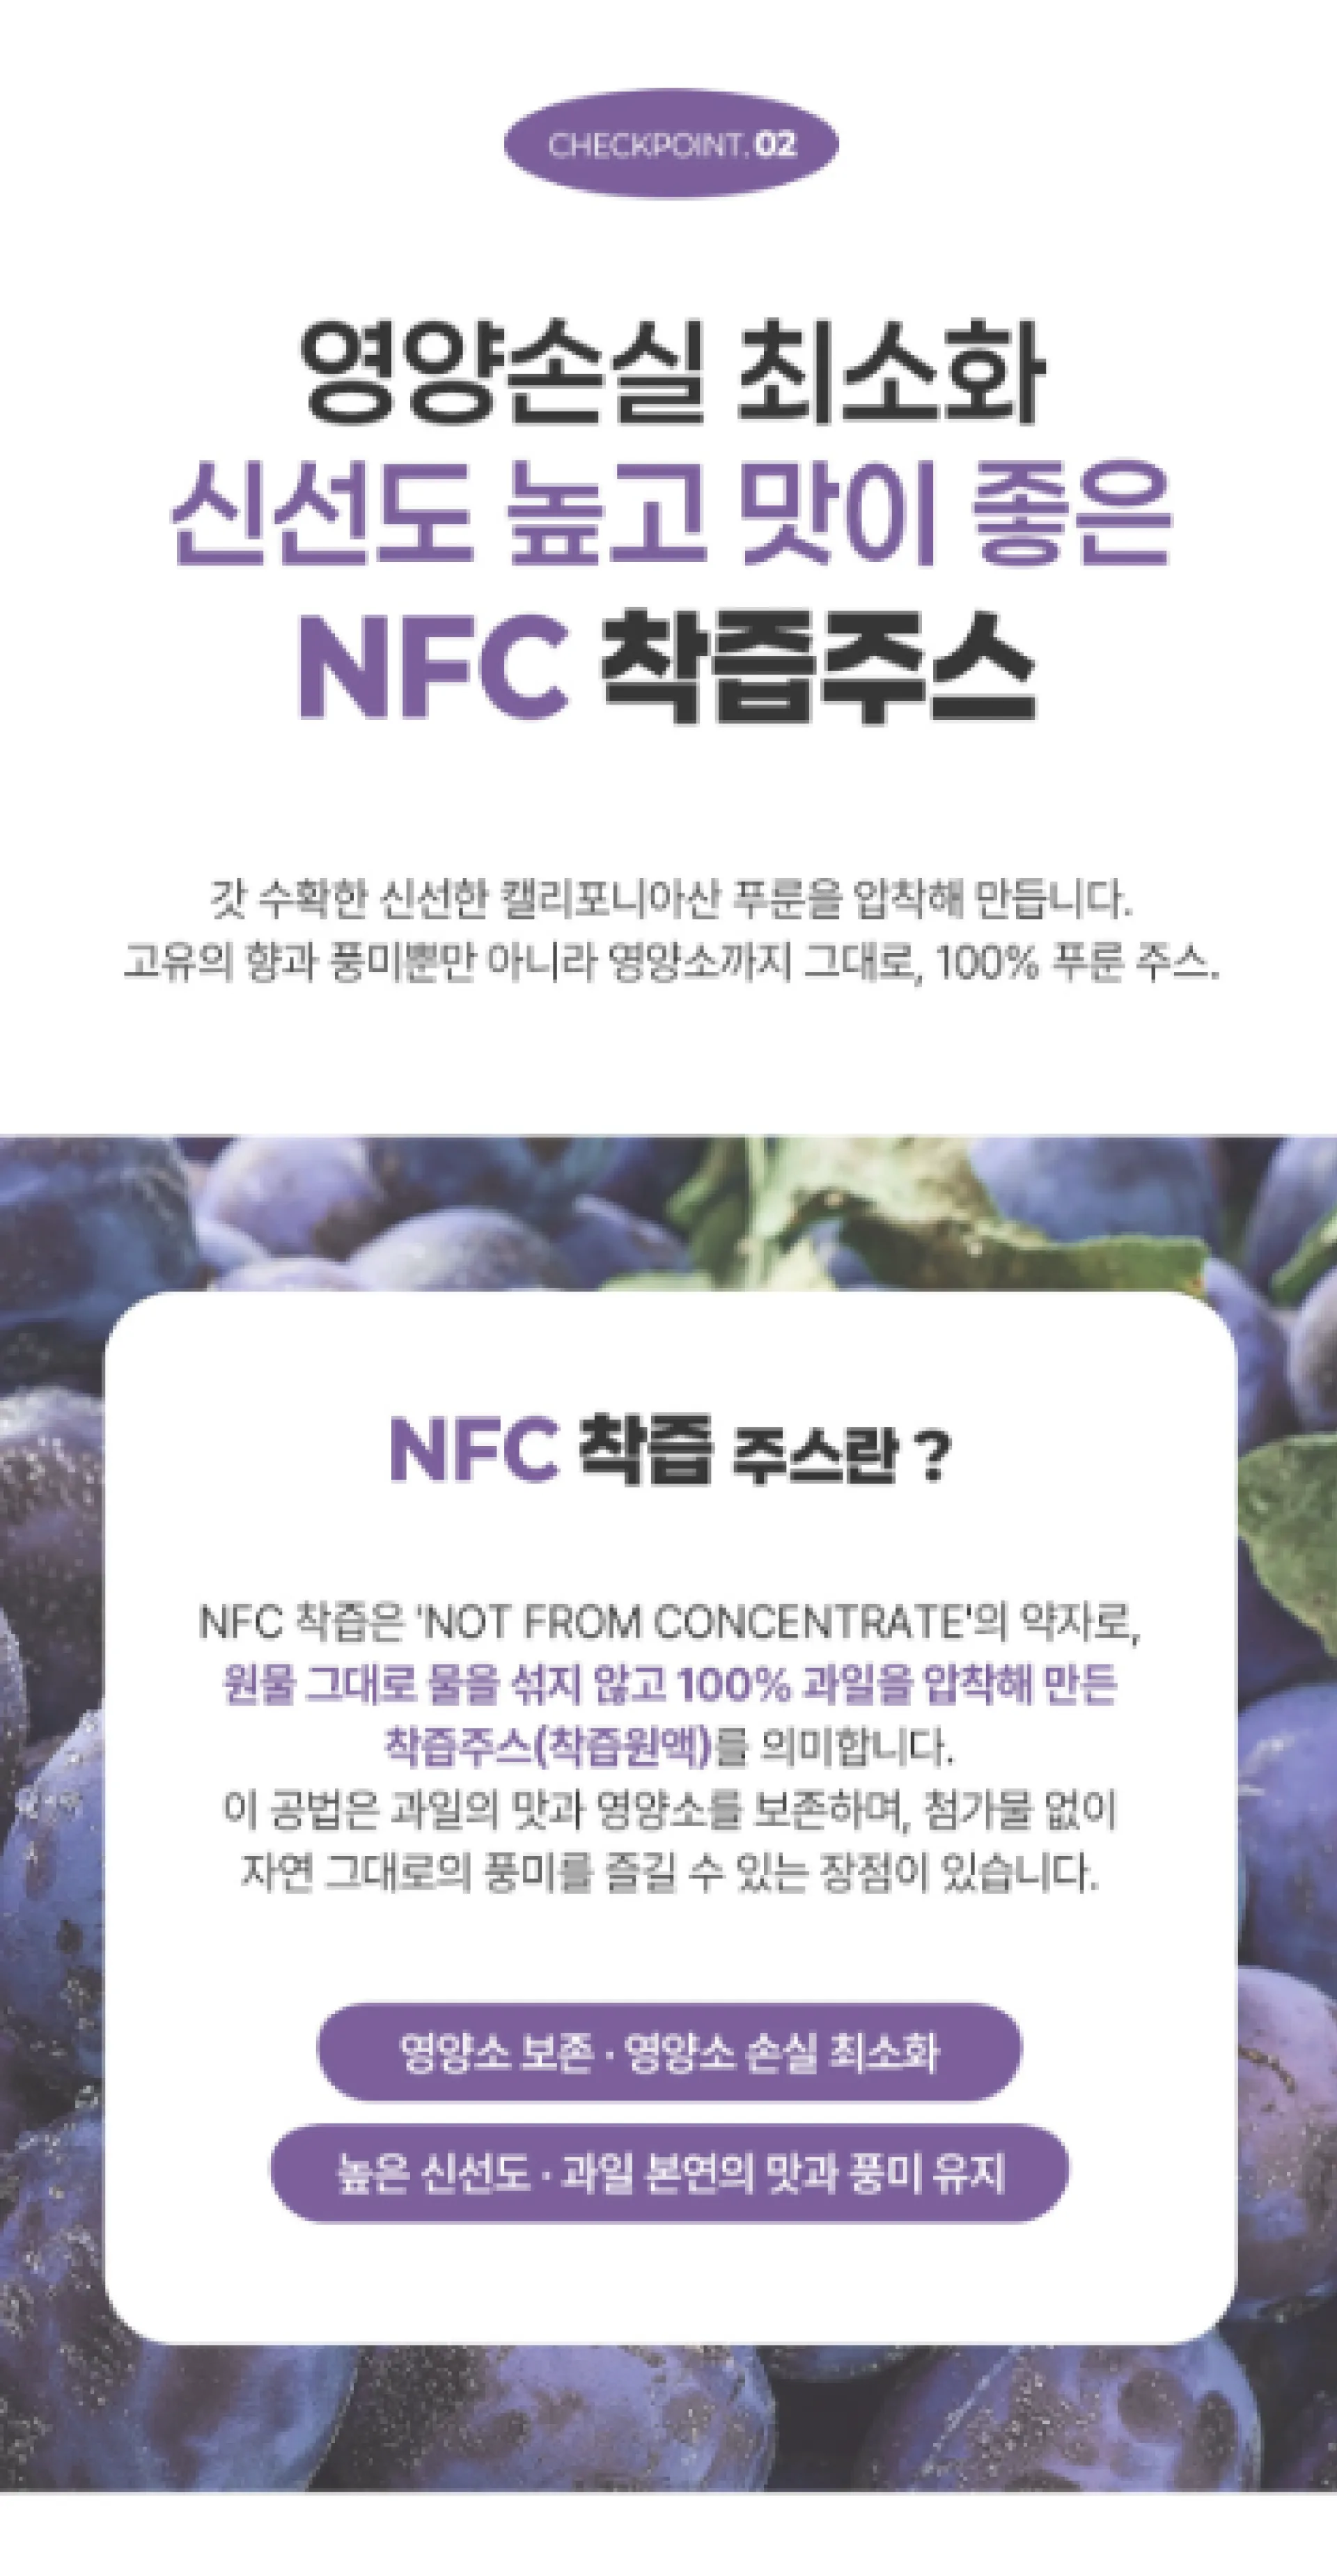 CHECKPOINT. 02
영양손실 최소화
신선도 높고 맛이 좋은
NFC 착즙주스
갓 수확한 신선한 캘리포니아산 푸룬을 압착해 만듭니다.
고유의 향과 풍미뿐만 아니라 영양소까지 그대로, 100% 푸룬 주스.
NFC 착즙 주스란 ?
NFC 착즙은 'NOT FROM CONCENTRATE'의 약자로,
원물 그대로 물을 섞지 않고 100% 과일을 압착해 만든
착즙주스(착즙원액)를 의미합니다.
이 공법은 과일의 맛과 영양소를 보존하며, 첨가물 없이
자연 그대로의 풍미를 즐길 수 있는 장점이 있습니다.
영양소 보존 · 영양소 손실 최소화
높은 신선도 · 과일 본연의 맛과 풍미 유지